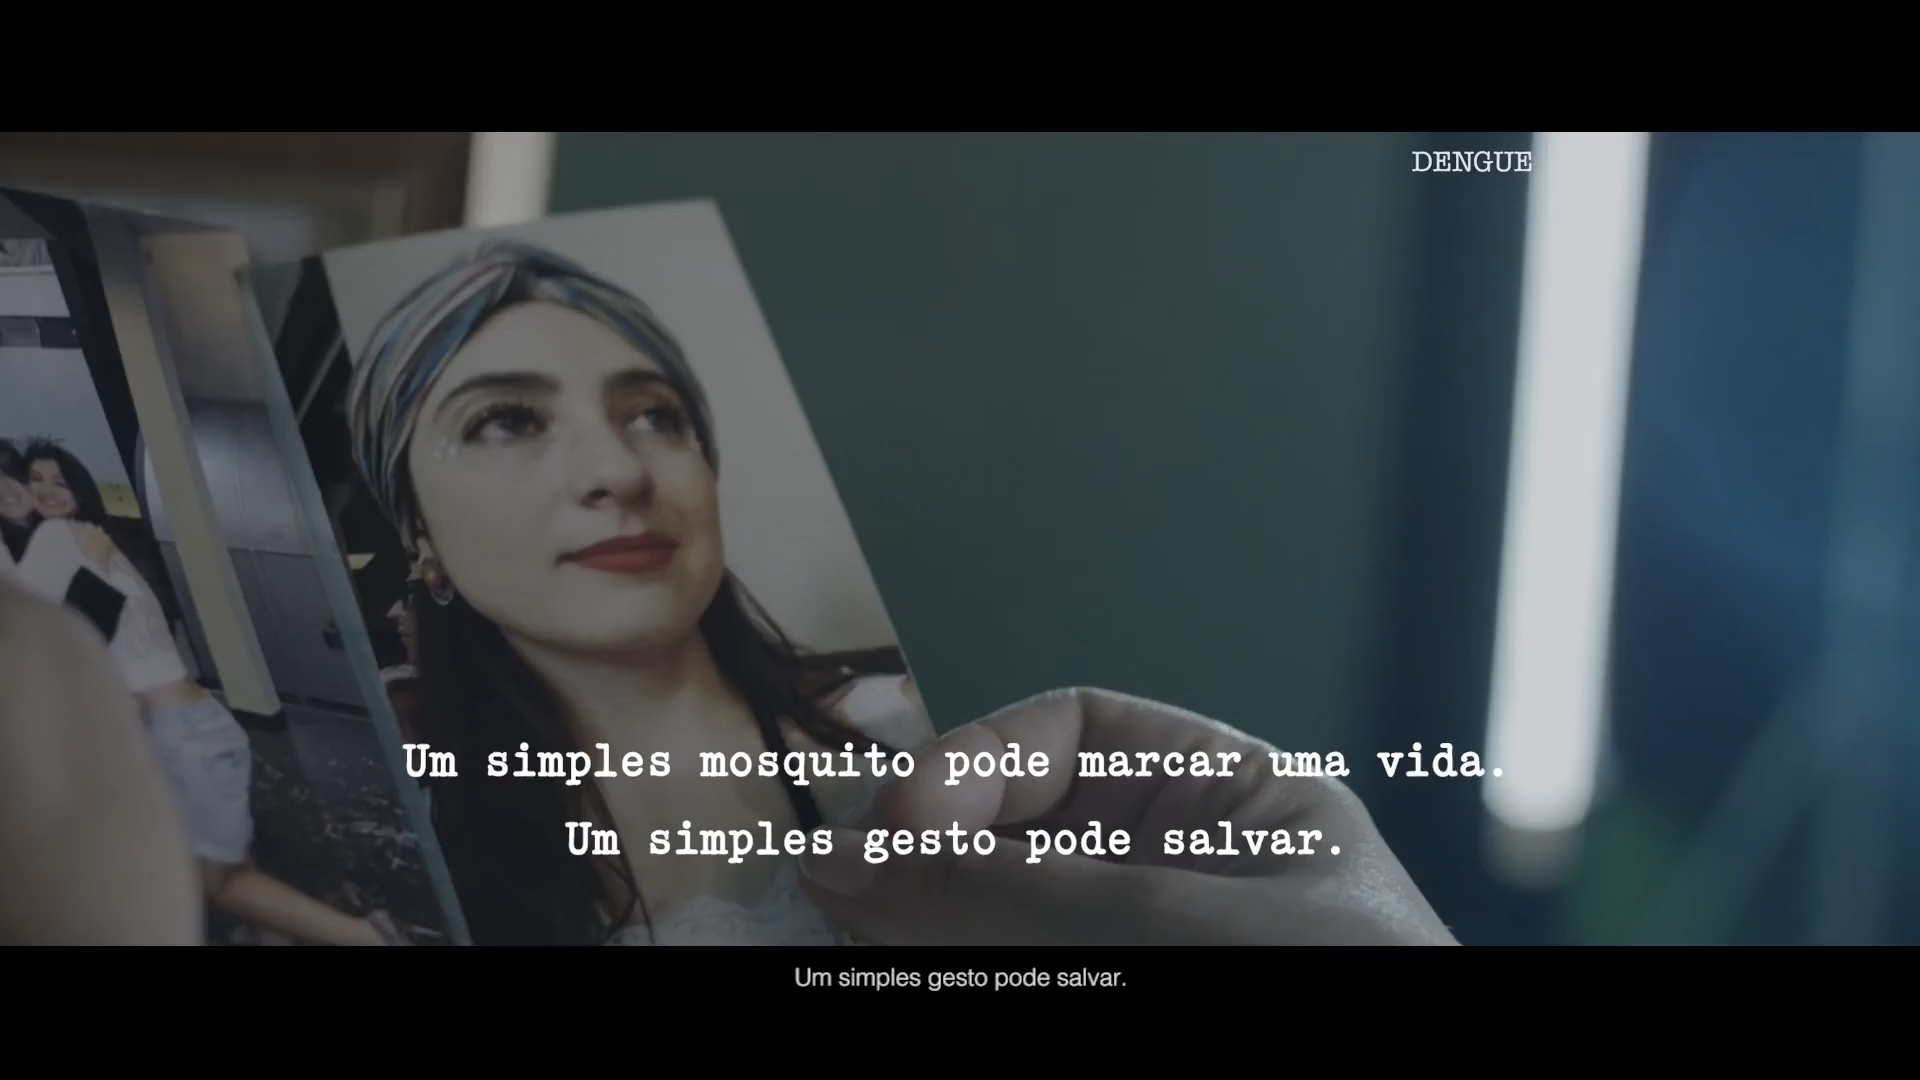 DENGUE
Um simples mosquito pode marcar uma vida.
Um simples gesto pode salvar.
Um simples gesto pode salvar.